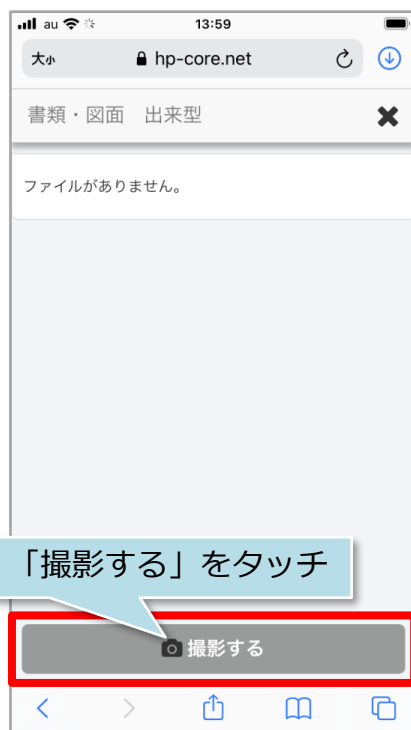 au 13:59
大小 hp-core.net
書類・図面 出来型
ファイルがありません。
「撮影する」をタッチ
撮影する